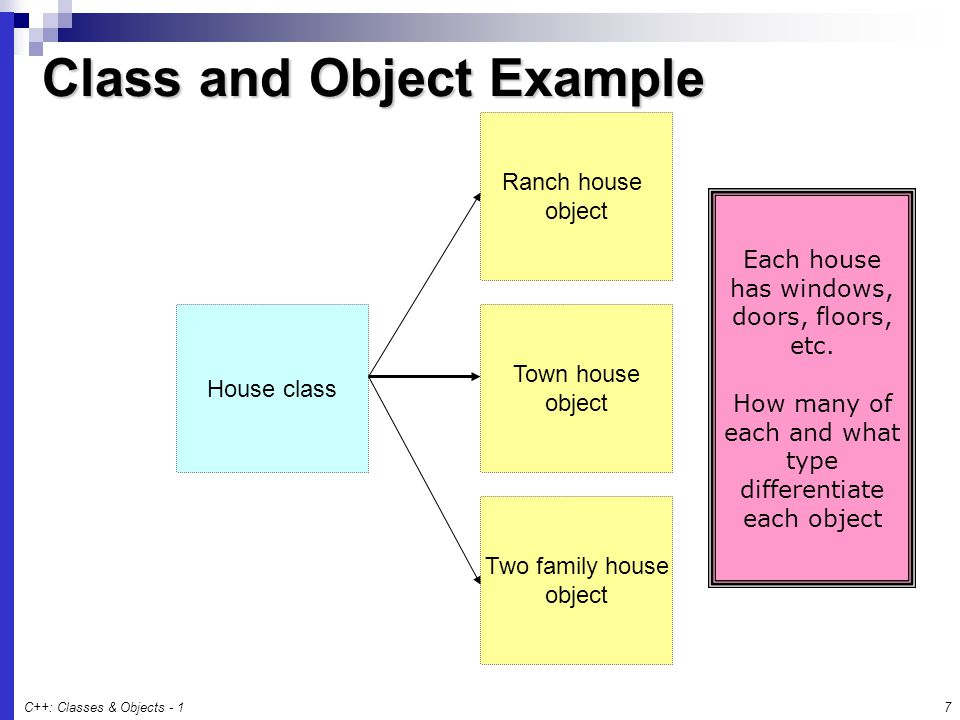 Class and Object Example
Ranch house
object
House class
Town house
object
Two family house
object
Each house
has windows,
doors, floors,
etc.
How many of
each and what
type
differentiate
each object
C++: Classes & Objects - 1
7